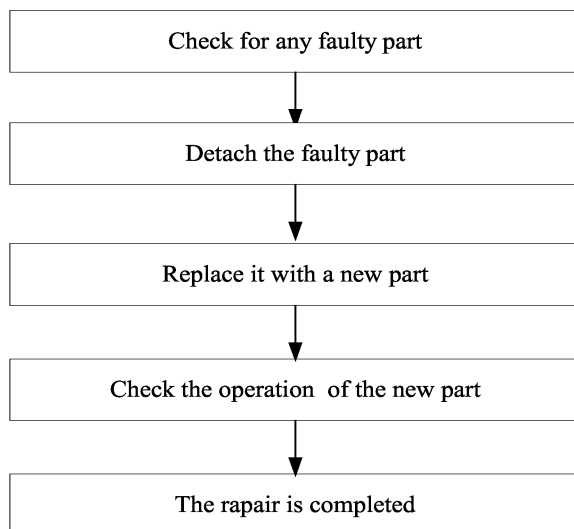 Check for any faulty part
Detach the faulty part
Replace it with a new part
Check the operation  of the new part
The rapair is completed